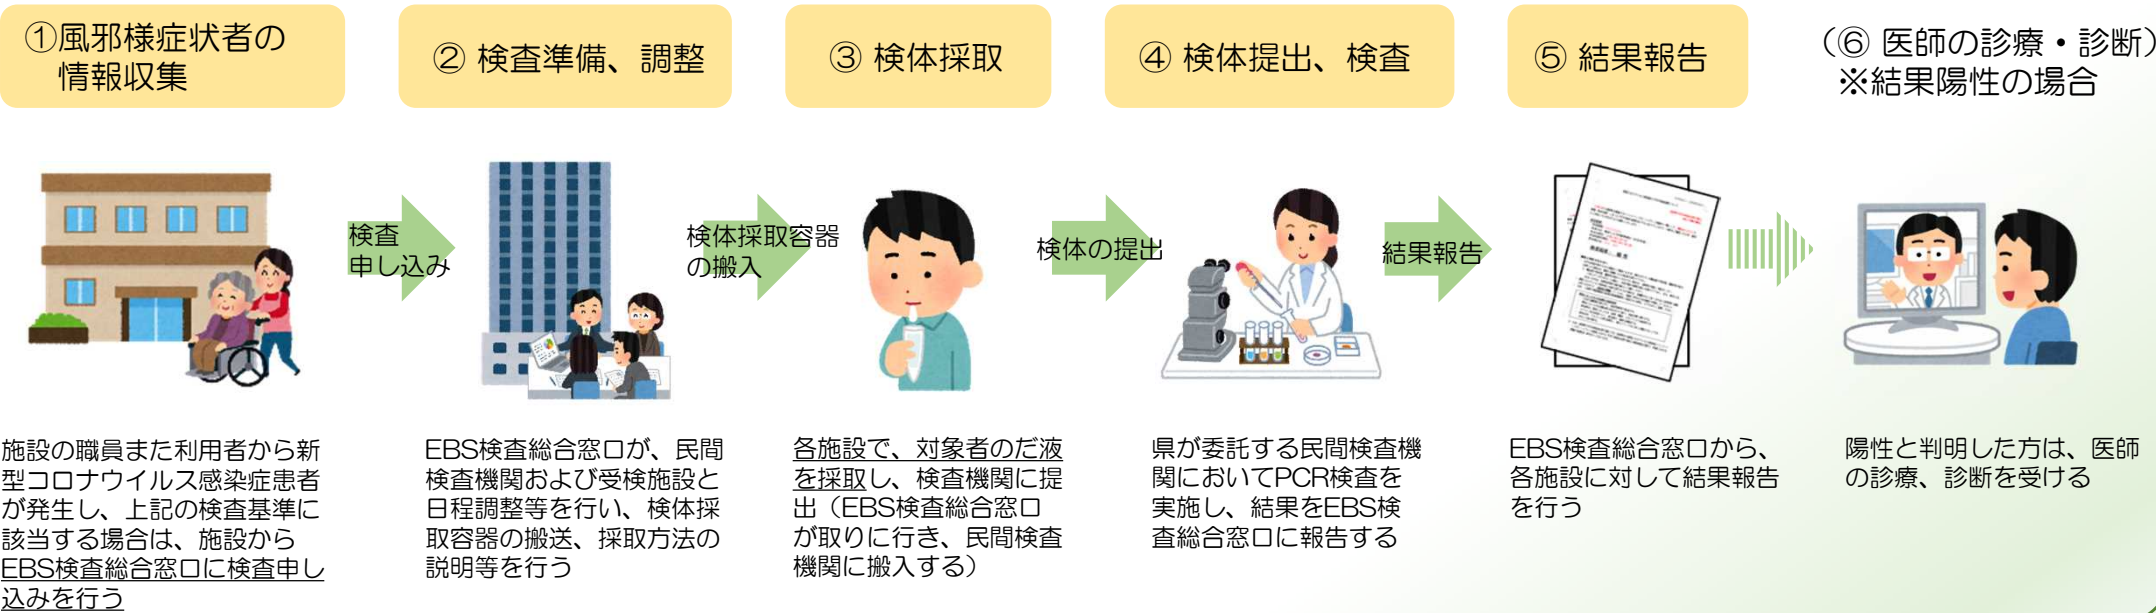 ①風邪様症状者の
情報収集
② 検査準備、調整
③ 検体採取
④ 検体提出、検査
⑤ 結果報告
（⑥ 医師の診療・診断）
※結果陽性の場合
検査
申し込み
検体採取容器
の搬入
検体の提出
結果報告
施設の職員また利用者から新
型コロナウイルス感染症患者
が発生し、上記の検査基準に
該当する場合は、施設から
EBS検査総合窓口に検査申し
込みを行う
EBS検査総合窓口が、民間
検査機関および受検施設と
日程調整等を行い、検体採
取容器の搬送、採取方法の
説明等を行う
各施設で、対象者のだ液
を採取し、検査機関に提
出（EBS検査総合窓口
が取りに行き、民間検査
機関に搬入する）
県が委託する民間検査機
関においてPCR検査を
実施し、結果をEBS検
査総合窓口に報告する
EBS検査総合窓口から、
各施設に対して結果報告
を行う
陽性と判明した方は、医師
の診療、診断を受ける